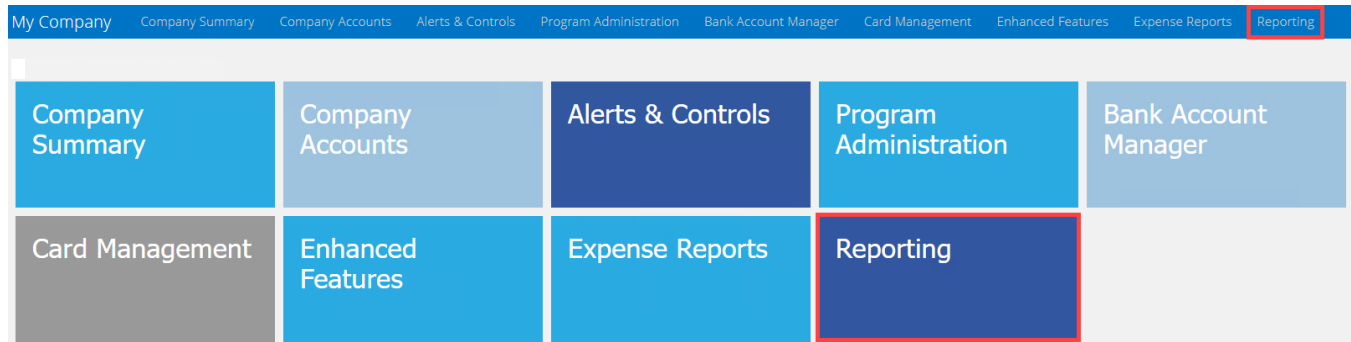 My Company Company Summary Company Accounts Alerts & Controls Program Administration Bank Account Manager Card Management Enhanced Features Expense Reports Reporting
Company
Summary
Company
Accounts
Alerts & Controls
Program
Administration
Bank Account
Manager
Card Management
Enhanced
Features
Expense Reports
Reporting